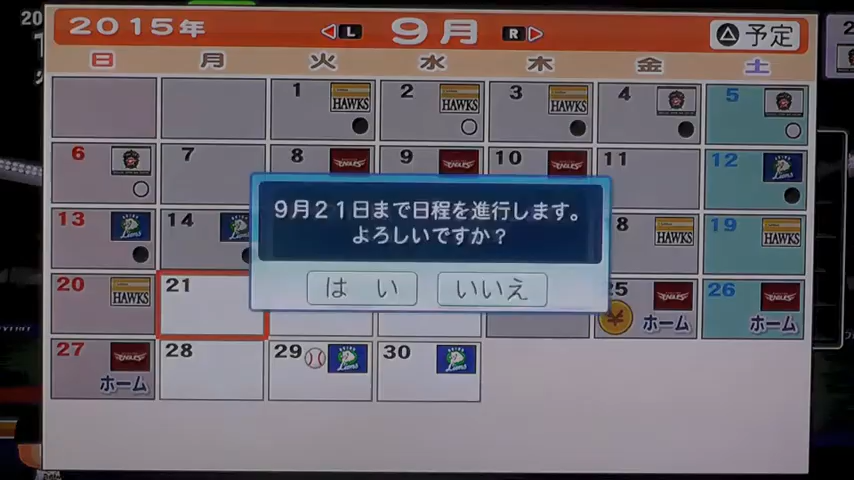 20
2015年
L
9月
R
予定
日 月 火 水 木 金 土
1 HAWKS 2 HAWKS 3 HAWKS 4 5
6 7 8 EAGLES 9 EAGLES 10 EAGLES 11 12 Lions
13 Lions 14 8 HAWKS 19 HAWKS
9月21日まで日程を進行します。
よろしいですか？
はい いいえ
20 HAWKS 21 25 ¥ EAGLES ホーム 26 EAGLES ホーム
27 EAGLES ホーム 28 29 Lions 30 Lions